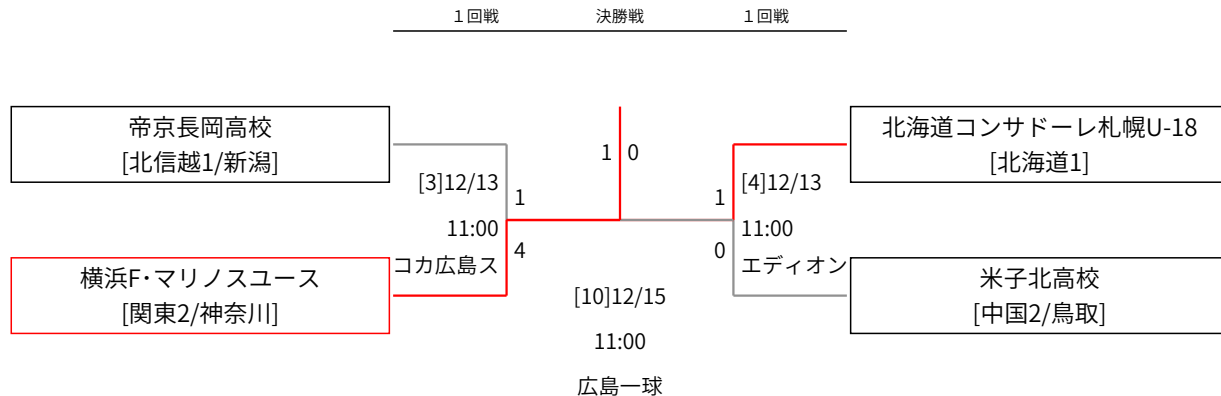 1回戦
決勝戦
1回戦
帝京長岡高校
[北信越1/新潟]
北海道コンサドーレ札幌U-18
[北海道1]
1 0
[3]12/13
1
11:00
4
コカ広島ス
1
[4]12/13
11:00
0
エディオン
横浜F・マリノスユース
[関東2/神奈川]
米子北高校
[中国2/鳥取]
[10]12/15
11:00
広島一球